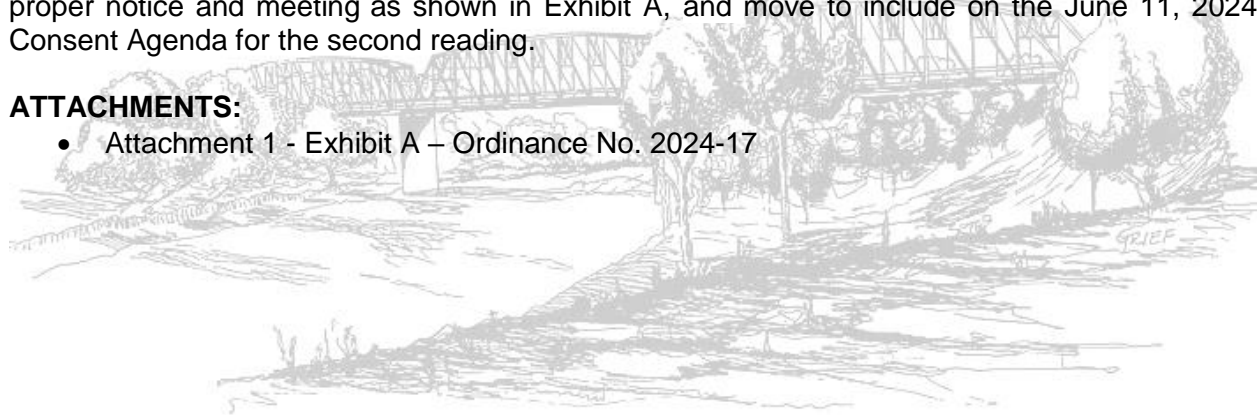 proper notice and meeting as shown in Exhibit A, and move to include on the June 11, 2024
Consent Agenda for the second reading.
ATTACHMENTS:
• Attachment 1 - Exhibit A – Ordinance No. 2024-17
GRIEF